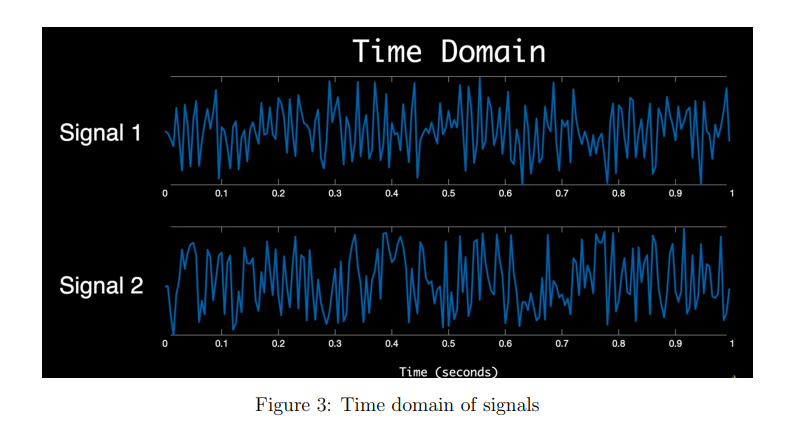 Time Domain
Signal 1
0 0.1 0.2 0.3 0.4 0.5 0.6 0.7 0.8 0.9 1
Signal 2
0 0.1 0.2 0.3 0.4 0.5 0.6 0.7 0.8 0.9 1
Time (seconds)
Figure 3: Time domain of signals